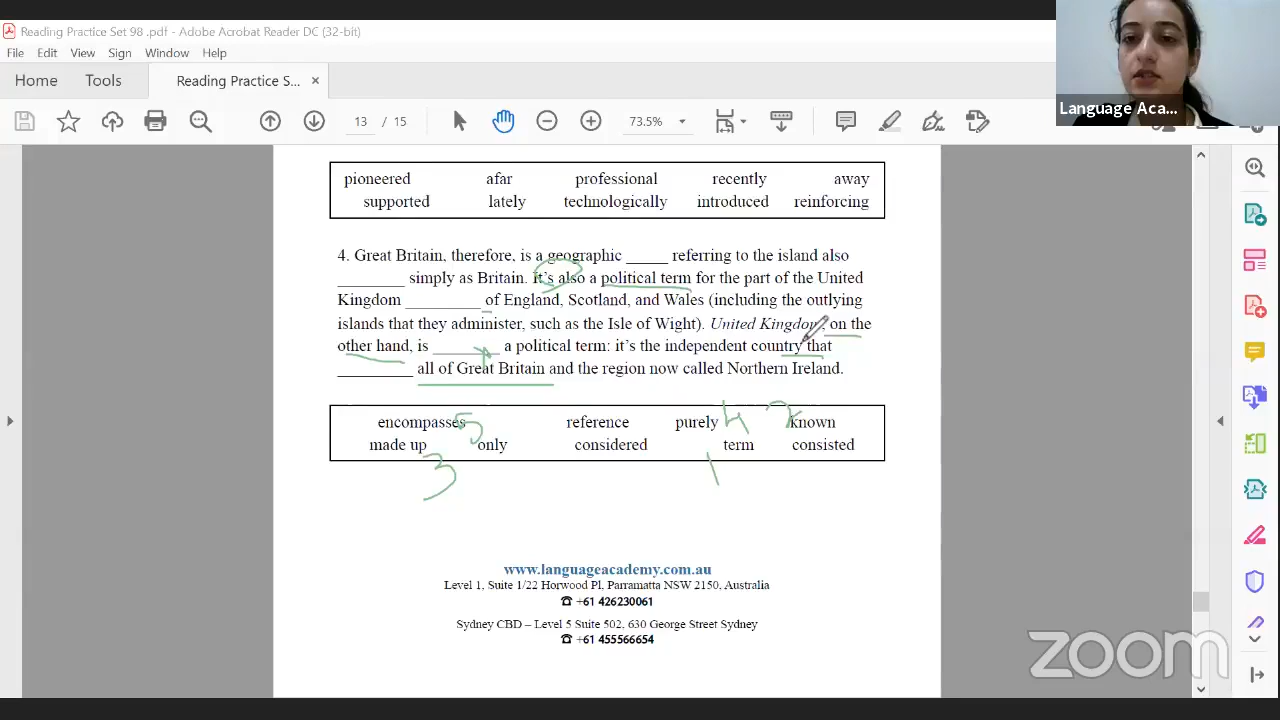 Reading Practice Set 98 .pdf - Adobe Acrobat Reader DC (32-bit)
File Edit View Sign Window Help
Home Tools Reading Practice S... ×
13 / 15 73.5%
Language Aca...
pioneered afar professional recently away
supported lately technologically introduced reinforcing
4. Great Britain, therefore, is a geographic _____ referring to the island also
________ simply as Britain. It's also a political term for the part of the United
Kingdom _________ of England, Scotland, and Wales (including the outlying
islands that they administer, such as the Isle of Wight). United Kingdom, on the
other hand, is ________ a political term: it's the independent country that
_________ all of Great Britain and the region now called Northern Ireland.
encompasses 5 reference purely 4 2 known
made up 3 only considered term 1 consisted
www.languageacademy.com.au
Level 1, Suite 1/22 Horwood Pl, Parramatta NSW 2150, Australia
☎ +61 426230061
Sydney CBD – Level 5 Suite 502, 630 George Street Sydney
☎ +61 455566654
zoom